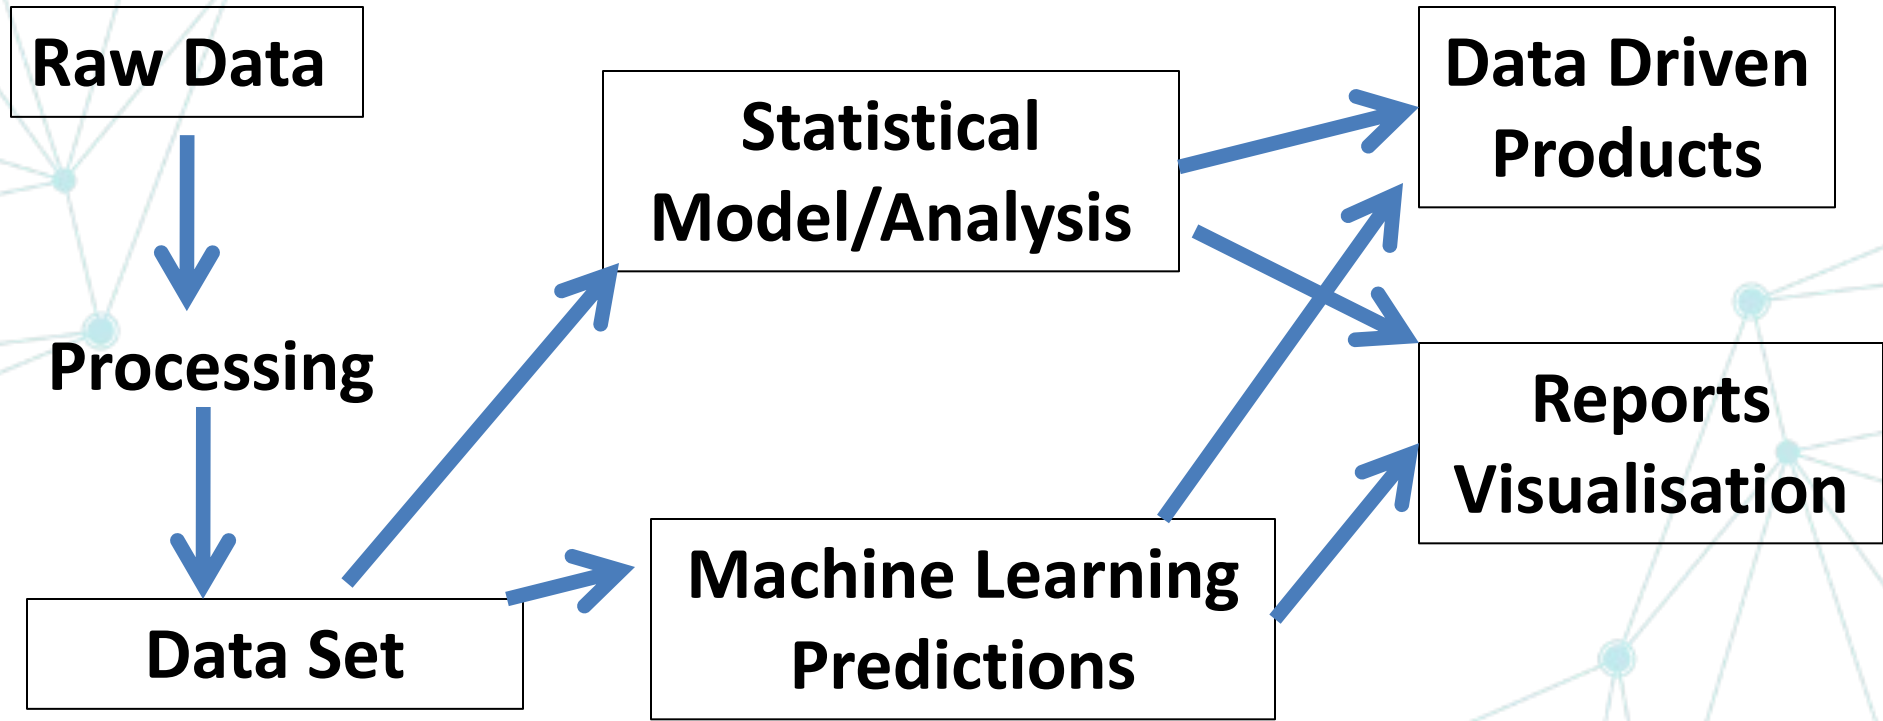 Raw Data
Processing
Data Set
Statistical
Model/Analysis
Machine Learning
Predictions
Data Driven
Products
Reports
Visualisation